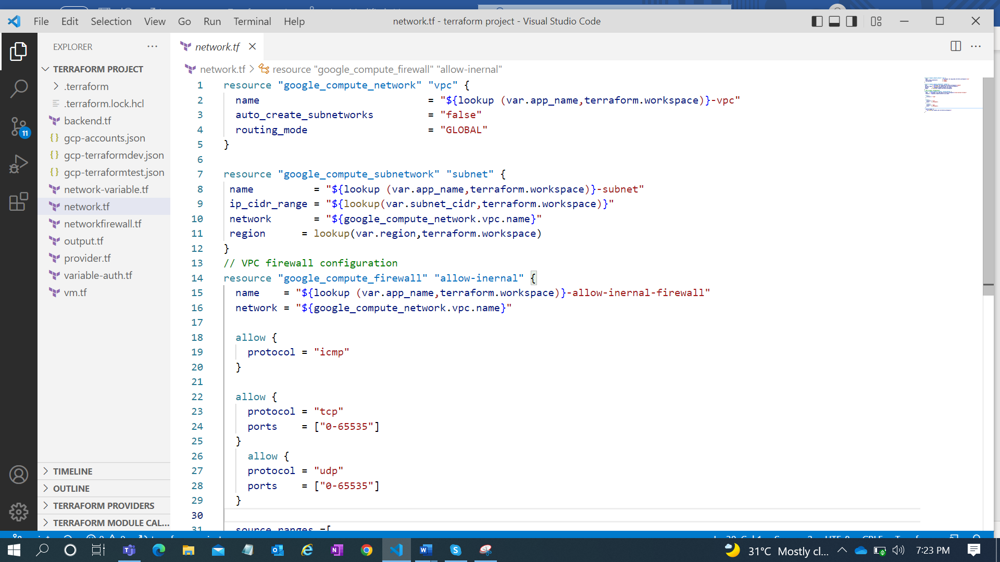 File Edit Selection View Go Run Terminal Help
network.tf - terraform project - Visual Studio Code
EXPLORER
TERRAFORM PROJECT
.terraform
.terraform.lock.hcl
backend.tf
gcp-accounts.json
gcp-terraformdev.json
gcp-terraformtest.json
network-variable.tf
network.tf
networkfirewall.tf
output.tf
provider.tf
variable-auth.tf
vm.tf
TIMELINE
OUTLINE
TERRAFORM PROVIDERS
TERRAFORM MODULE CAL...
11
network.tf
network.tf > resource "google_compute_firewall" "allow-inernal"
1 resource "google_compute_network" "vpc" {
2 name = "${lookup (var.app_name,terraform.workspace)}-vpc"
3 auto_create_subnetworks = "false"
4 routing_mode = "GLOBAL"
5 }
6
7 resource "google_compute_subnetwork" "subnet" {
8 name = "${lookup (var.app_name,terraform.workspace)}-subnet"
9 ip_cidr_range = "${lookup(var.subnet_cidr,terraform.workspace)}"
10 network = "${google_compute_network.vpc.name}"
11 region = lookup(var.region,terraform.workspace)
12 }
13 // VPC firewall configuration
14 resource "google_compute_firewall" "allow-inernal" {
15 name = "${lookup (var.app_name,terraform.workspace)}-allow-inernal-firewall"
16 network = "${google_compute_network.vpc.name}"
17
18 allow {
19 protocol = "icmp"
20 }
21
22 allow {
23 protocol = "tcp"
24 ports = ["0-65535"]
25 }
26 allow {
27 protocol = "udp"
28 ports = ["0-65535"]
29 }
30
31 source_ranges =[
31°C Mostly cl...
7:23 PM